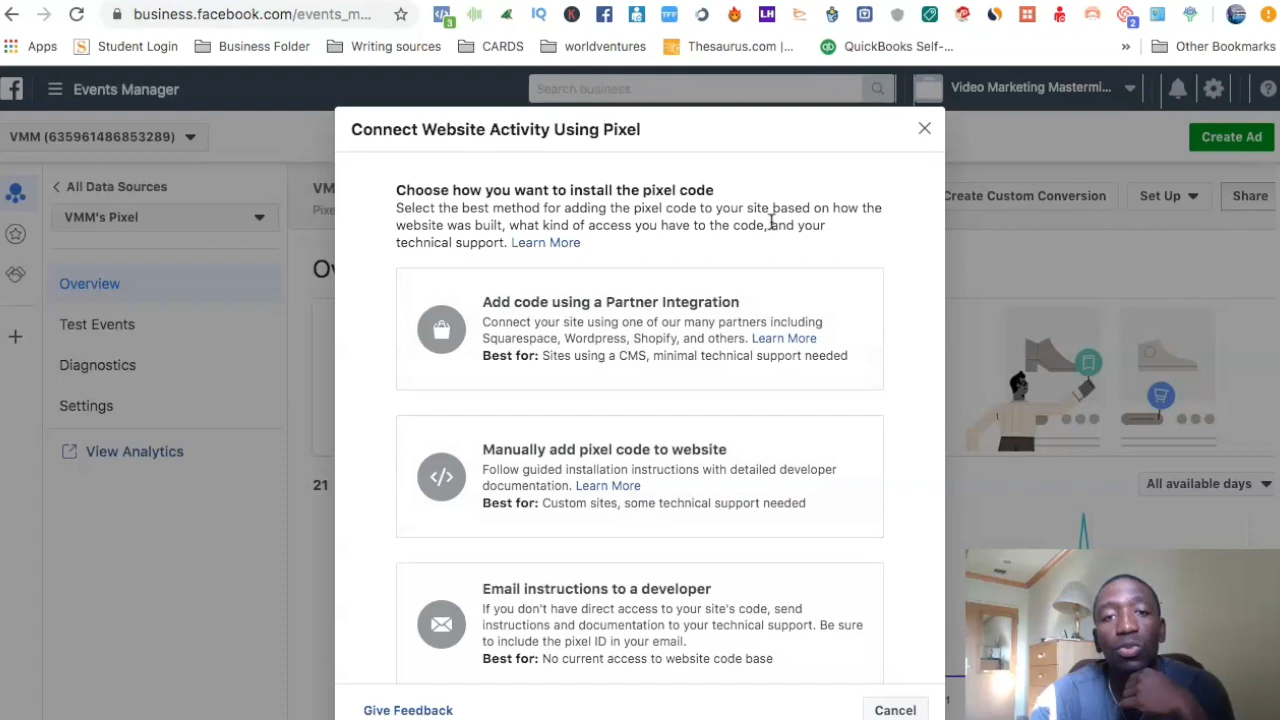 business.facebook.com/events_m...
3
IQ
K
TFF
LH
2
Apps
Student Login
Business Folder
Writing sources
CARDS
worldventures
Thesaurus.com |...
QuickBooks Self-...
»
Other Bookmarks
Events Manager
Search business
Video Marketing Mastermi...
VMM (635961486853289)
Create Ad
Connect Website Activity Using Pixel
All Data Sources
VMM's Pixel
VM
Pixe
Create Custom Conversion
Set Up
Share
Choose how you want to install the pixel code
Select the best method for adding the pixel code to your site based on how the
website was built, what kind of access you have to the code, and your
technical support. Learn More
Overview
Test Events
Diagnostics
Settings
View Analytics
Ov
Add code using a Partner Integration
Connect your site using one of our many partners including
Squarespace, Wordpress, Shopify, and others. Learn More
Best for: Sites using a CMS, minimal technical support needed
Manually add pixel code to website
Follow guided installation instructions with detailed developer
documentation. Learn More
Best for: Custom sites, some technical support needed
21
All available days
Email instructions to a developer
If you don't have direct access to your site's code, send
instructions and documentation to your technical support. Be sure
to include the pixel ID in your email.
Best for: No current access to website code base
Give Feedback
Cancel